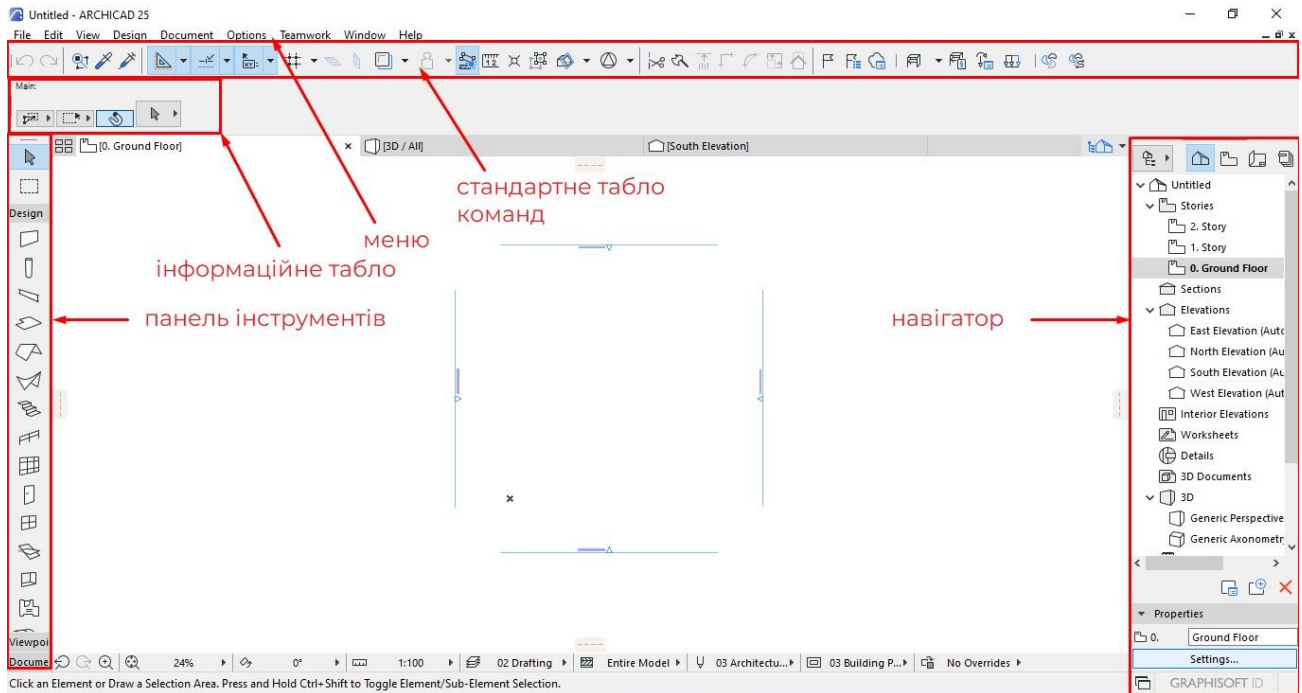 Untitled - ARCHICAD 25
File Edit View Design Document Options Teamwork Window Help
Main:
[0. Ground Floor]
[3D / All]
[South Elevation]
стандартне табло
команд
меню
інформаційне табло
панель інструментів
навігатор
Design
Viewpoi
Docume
Untitled
Stories
2. Story
1. Story
0. Ground Floor
Sections
Elevations
East Elevation (Auto
North Elevation (Au
South Elevation (Au
West Elevation (Aut
Interior Elevations
Worksheets
Details
3D Documents
3D
Generic Perspective
Generic Axonometr
Properties
0. Ground Floor
Settings...
GRAPHISOFT ID
24% 0° 1:100 02 Drafting Entire Model 03 Architectu... 03 Building P... No Overrides
Click an Element or Draw a Selection Area. Press and Hold Ctrl+Shift to Toggle Element/Sub-Element Selection.